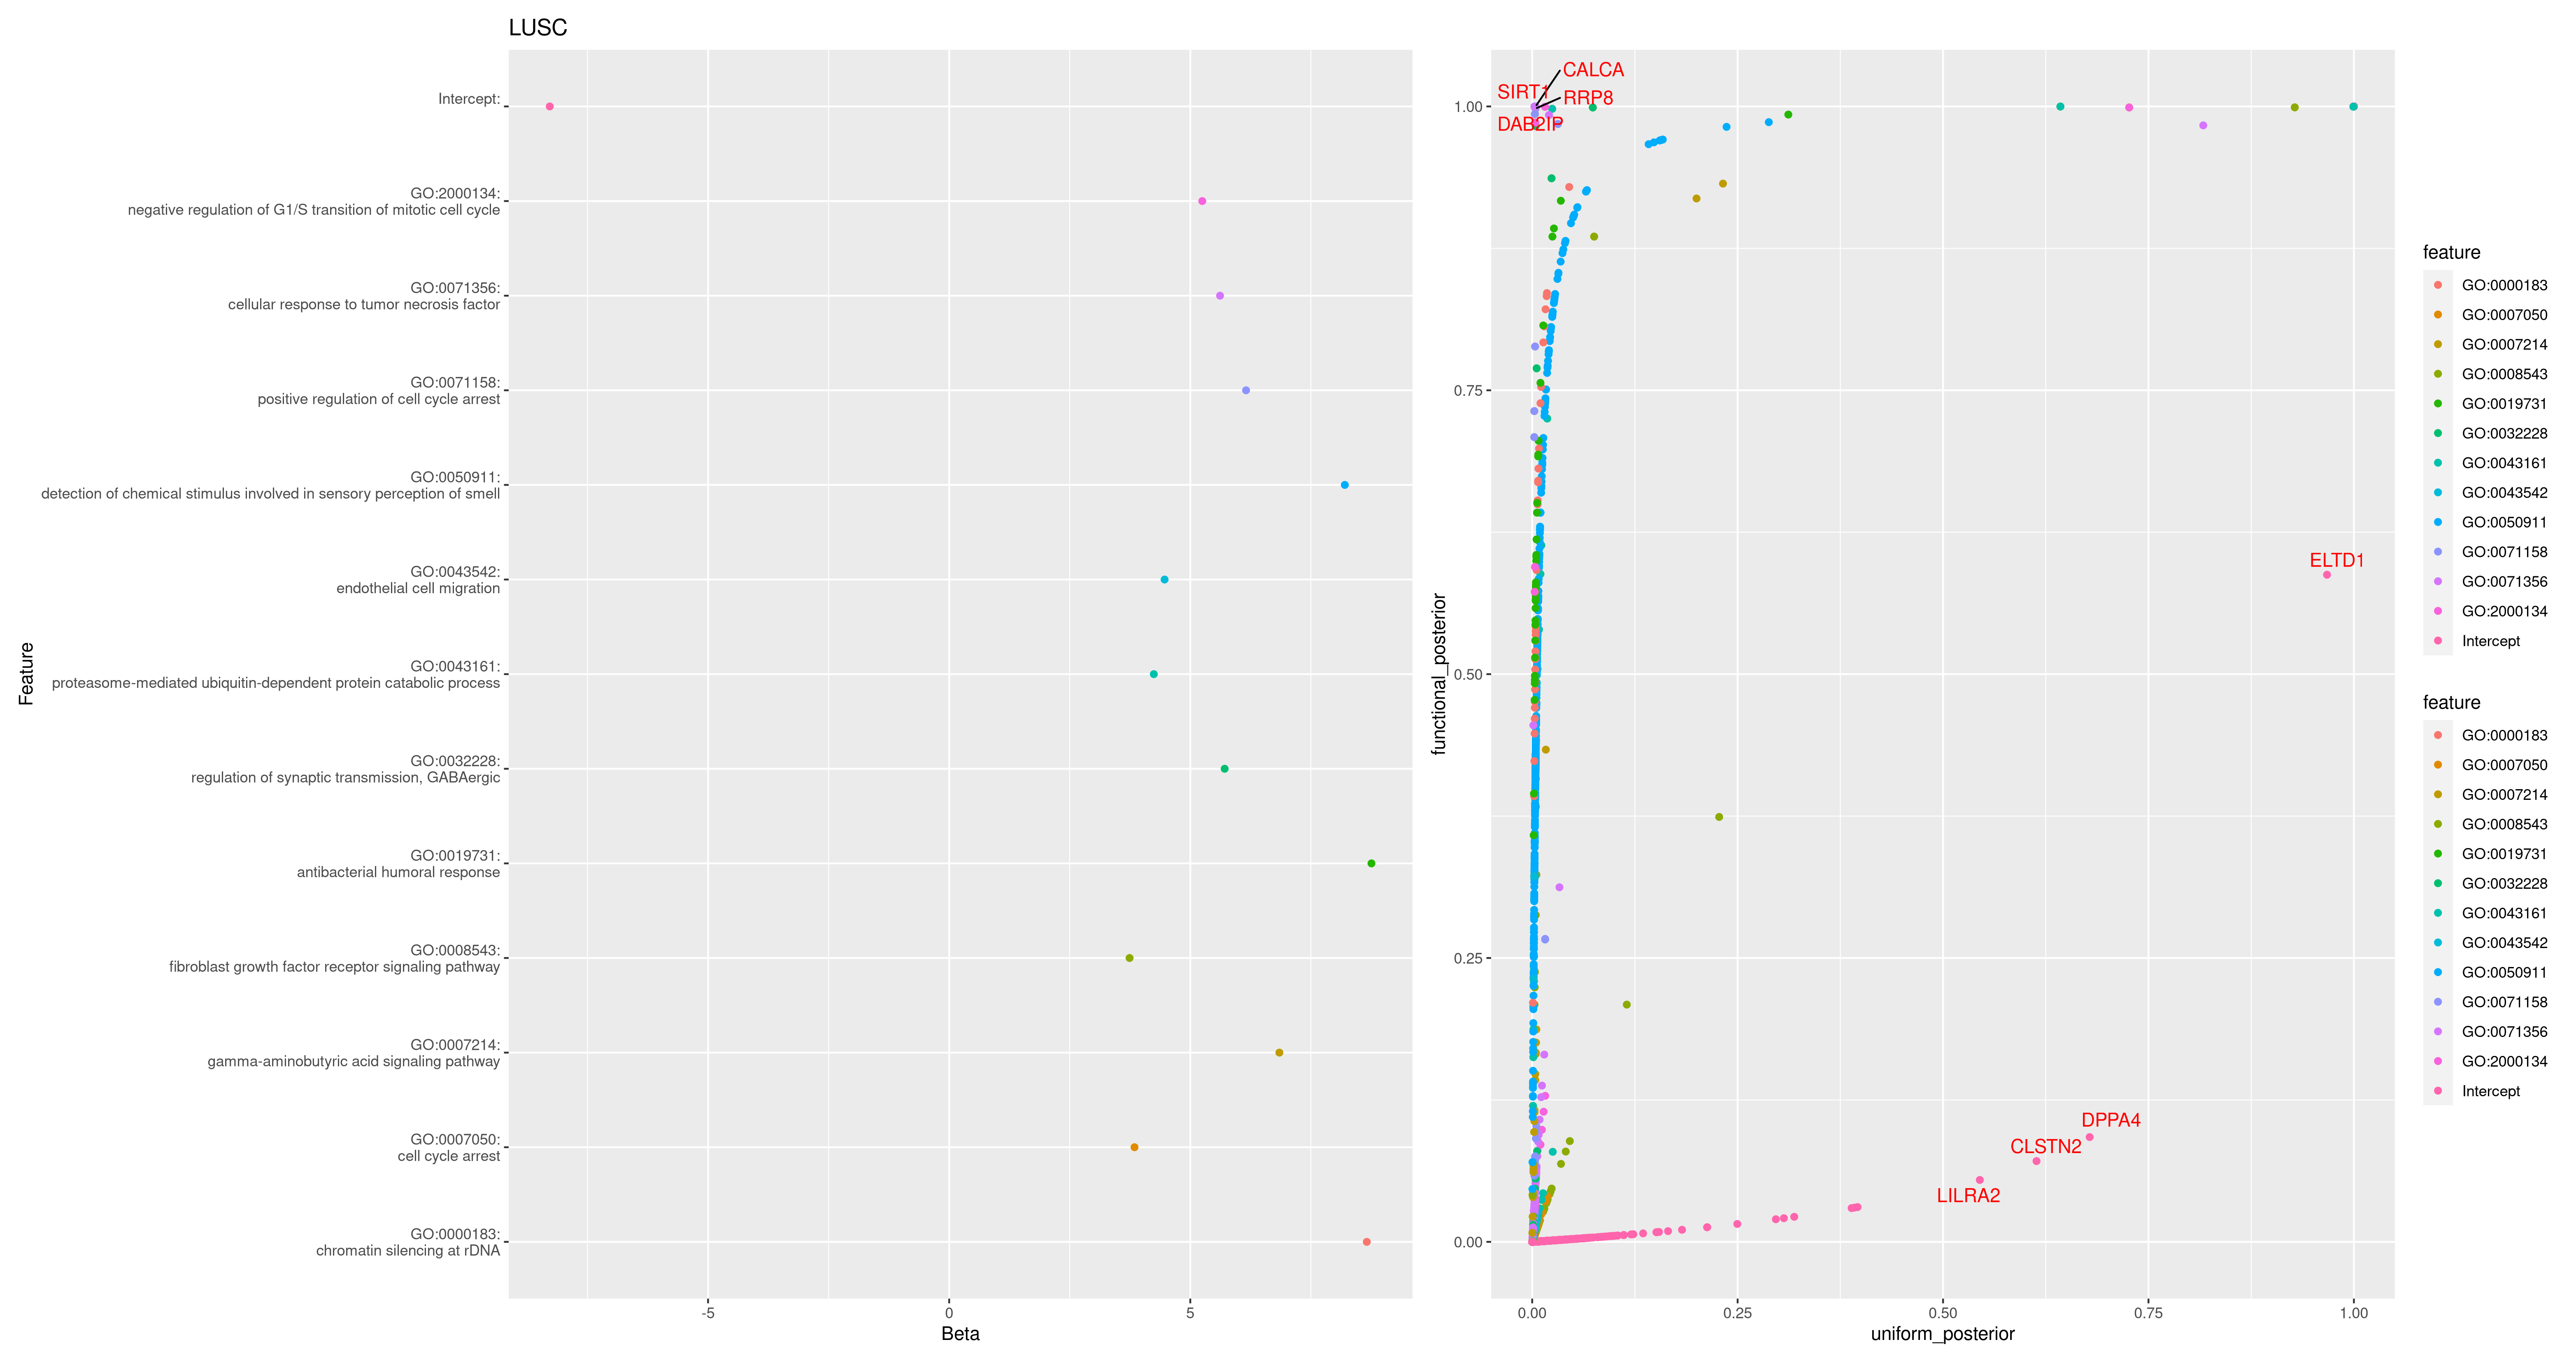 LUSC
Feature
Intercept:
GO:2000134:
negative regulation of G1/S transition of mitotic cell cycle
GO:0071356:
cellular response to tumor necrosis factor
GO:0071158:
positive regulation of cell cycle arrest
GO:0050911:
detection of chemical stimulus involved in sensory perception of smell
GO:0043542:
endothelial cell migration
GO:0043161:
proteasome-mediated ubiquitin-dependent protein catabolic process
GO:0032228:
regulation of synaptic transmission, GABAergic
GO:0019731:
antibacterial humoral response
GO:0008543:
fibroblast growth factor receptor signaling pathway
GO:0007214:
gamma-aminobutyric acid signaling pathway
GO:0007050:
cell cycle arrest
GO:0000183:
chromatin silencing at rDNA
-5 0 5
Beta
functional_posterior
1.00
0.75
0.50
0.25
0.00
CALCA
SIRT1
RRP8
DAB2IP
ELTD1
DPPA4
CLSTN2
LILRA2
0.00 0.25 0.50 0.75 1.00
uniform_posterior
feature
GO:0000183
GO:0007050
GO:0007214
GO:0008543
GO:0019731
GO:0032228
GO:0043161
GO:0043542
GO:0050911
GO:0071158
GO:0071356
GO:2000134
Intercept
feature
GO:0000183
GO:0007050
GO:0007214
GO:0008543
GO:0019731
GO:0032228
GO:0043161
GO:0043542
GO:0050911
GO:0071158
GO:0071356
GO:2000134
Intercept